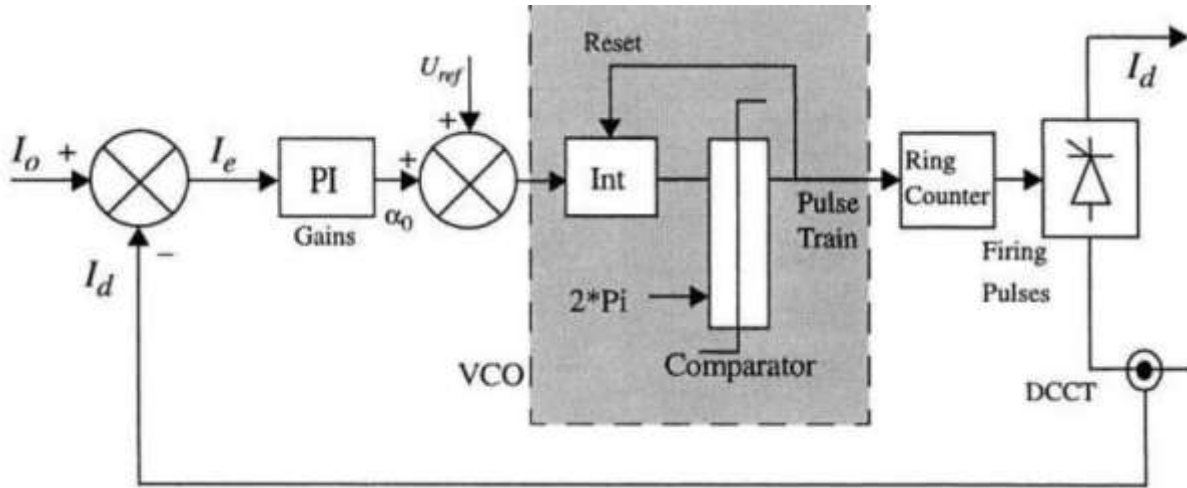 Reset
I_d
U_ref
+
I_o
+
I_e
PI
+
α_0
Gains
Int
Pulse
Train
Ring
Counter
Firing
Pulses
I_d
−
2*Pi
VCO
Comparator
DCCT